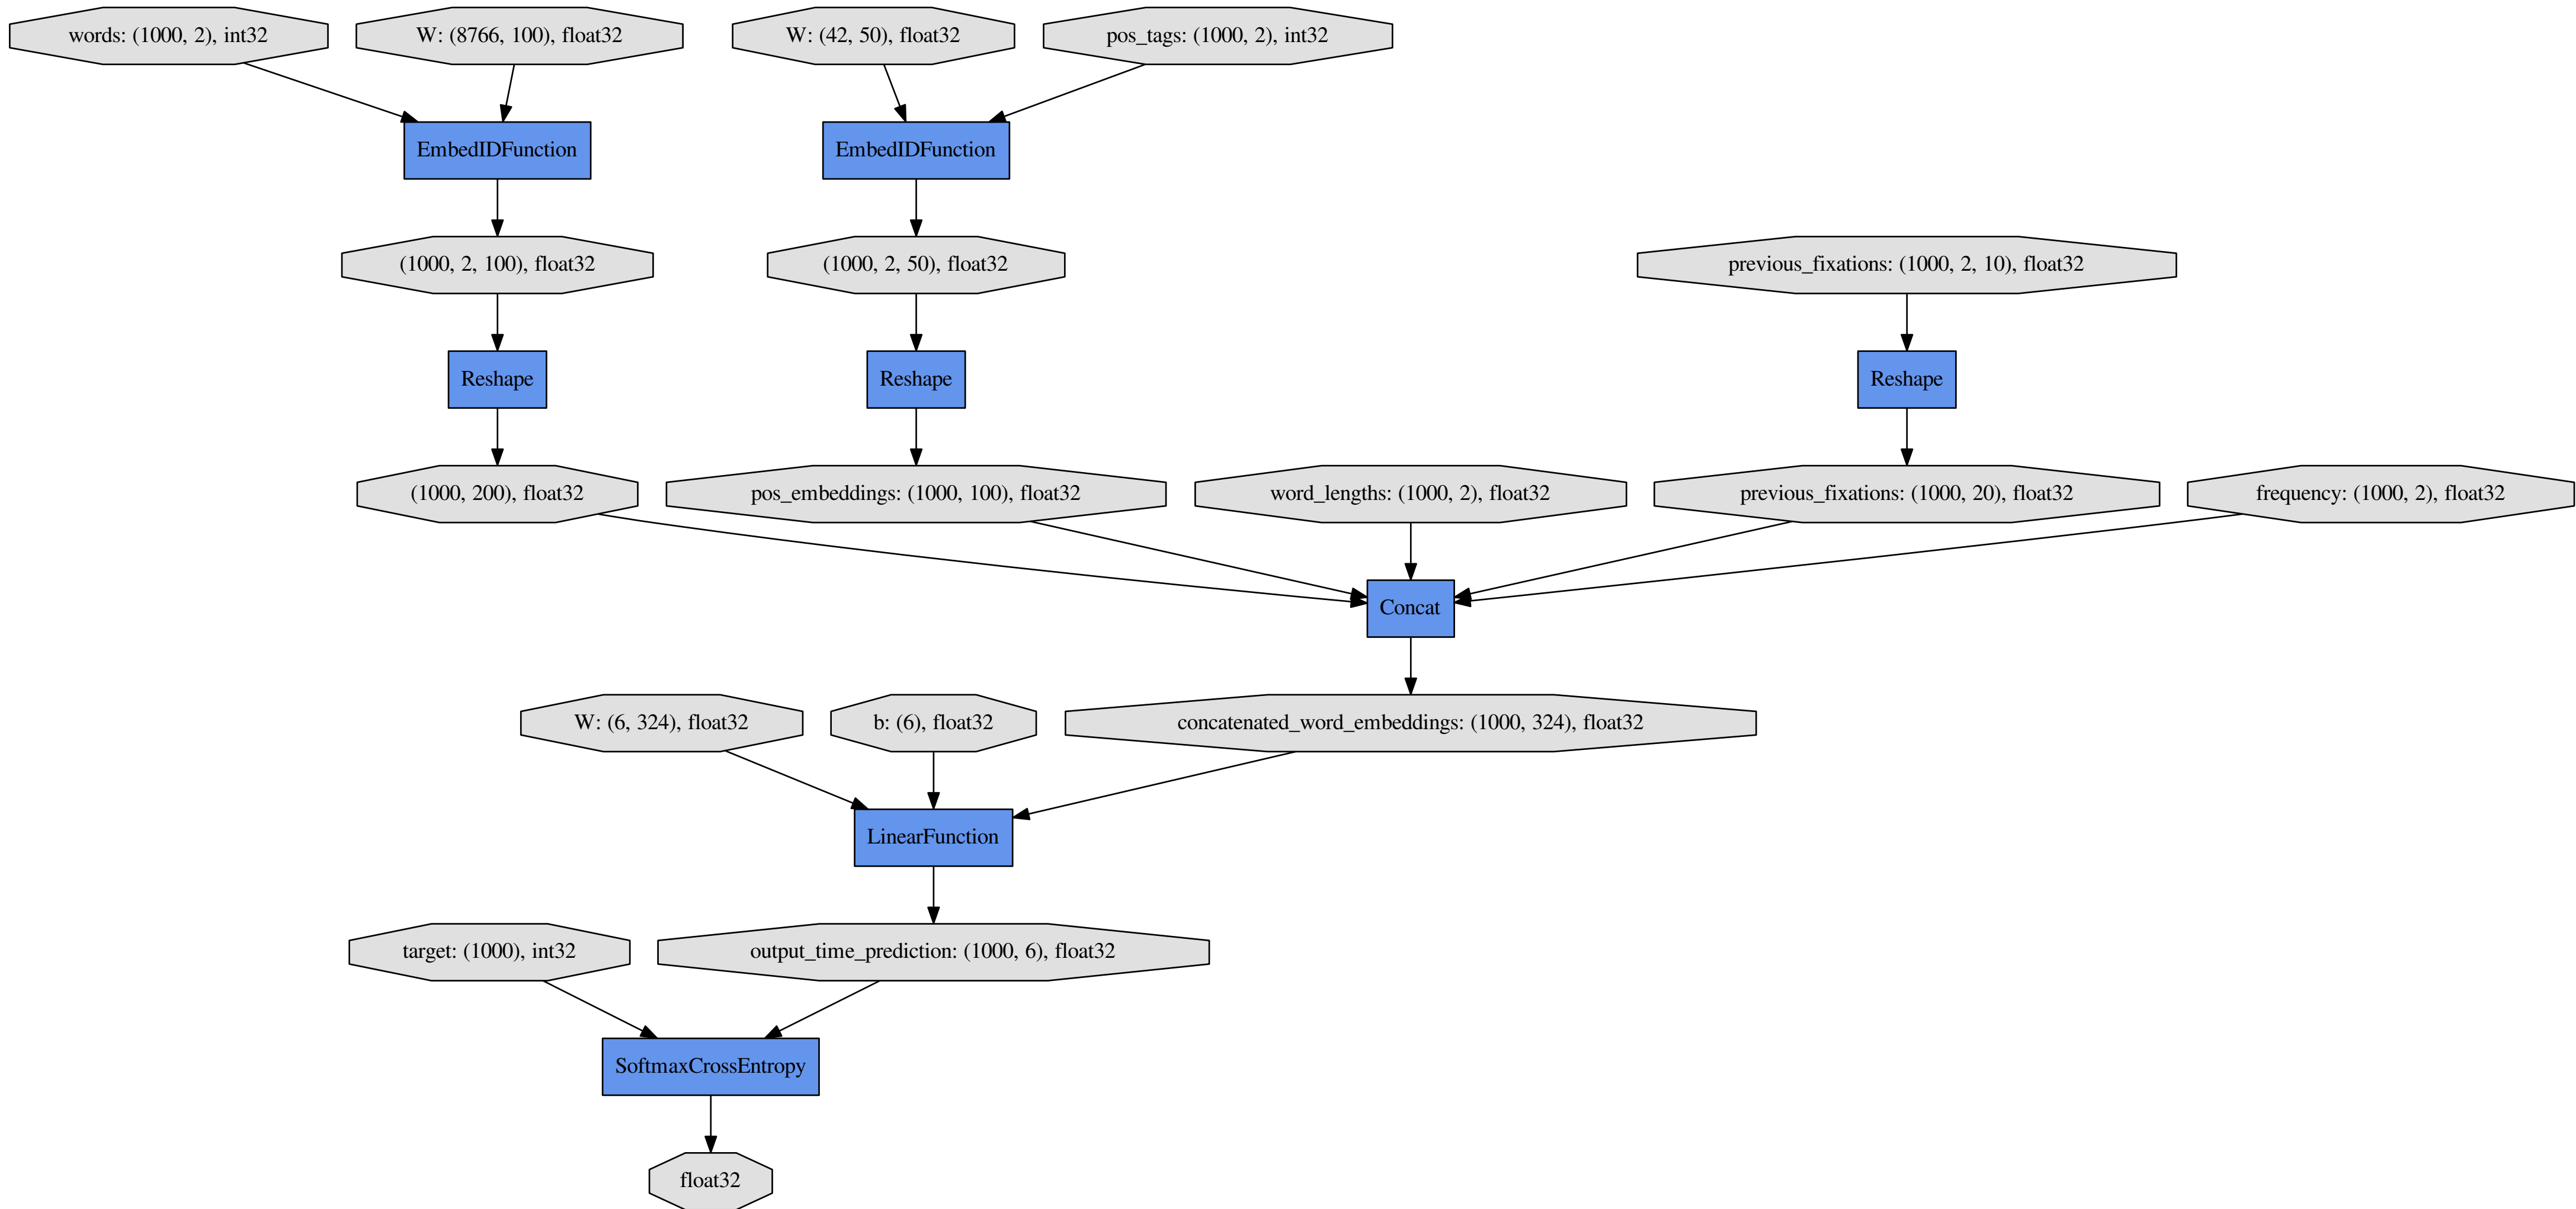 words: (1000, 2), int32
W: (8766, 100), float32
W: (42, 50), float32
pos_tags: (1000, 2), int32
EmbedIDFunction
EmbedIDFunction
(1000, 2, 100), float32
(1000, 2, 50), float32
previous_fixations: (1000, 2, 10), float32
Reshape
Reshape
Reshape
(1000, 200), float32
pos_embeddings: (1000, 100), float32
word_lengths: (1000, 2), float32
previous_fixations: (1000, 20), float32
frequency: (1000, 2), float32
Concat
W: (6, 324), float32
b: (6), float32
concatenated_word_embeddings: (1000, 324), float32
LinearFunction
target: (1000), int32
output_time_prediction: (1000, 6), float32
SoftmaxCrossEntropy
float32